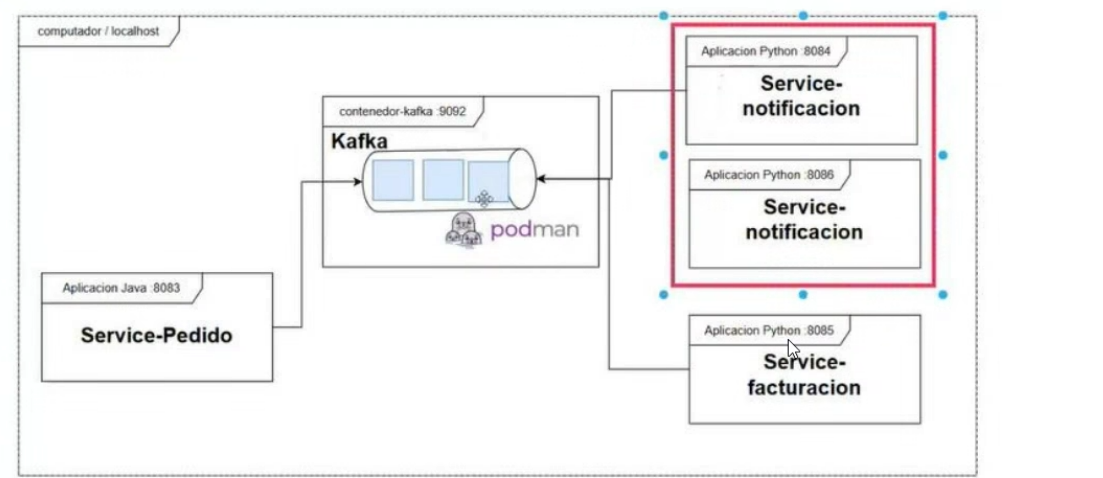 computador / localhost
Aplicacion Python :8084
Service-
notificacion
contenedor-kafka :9092
Kafka
podman
Aplicacion Python :8086
Service-
notificacion
Aplicacion Java :8083
Service-Pedido
Aplicacion Python :8085
Service-
facturacion